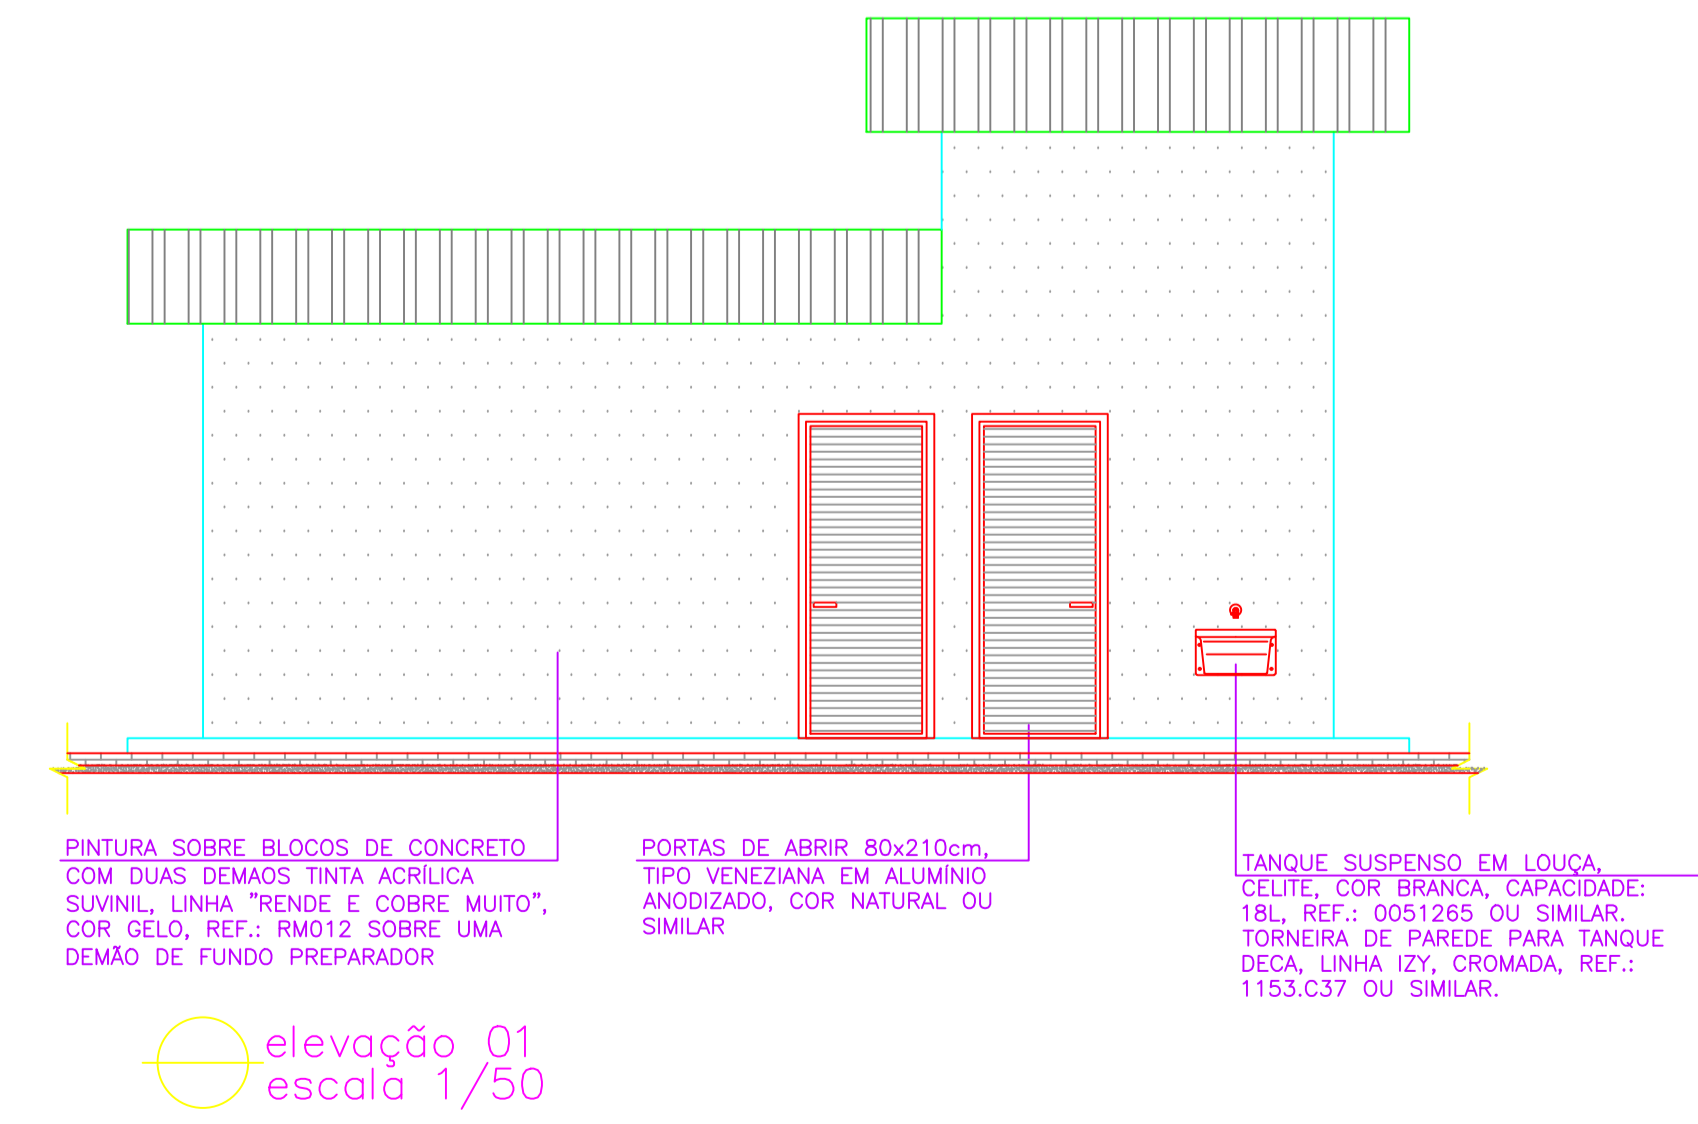 PINTURA SOBRE BLOCOS DE CONCRETO
COM DUAS DEMAOS TINTA ACRÍLICA
SUVINIL, LINHA "RENDE E COBRE MUITO",
COR GELO, REF.: RM012 SOBRE UMA
DEMÃO DE FUNDO PREPARADOR
PORTAS DE ABRIR 80x210cm,
TIPO VENEZIANA EM ALUMÍNIO
ANODIZADO, COR NATURAL OU
SIMILAR
TANQUE SUSPENSO EM LOUÇA,
CELITE, COR BRANCA, CAPACIDADE:
18L, REF.: 0051265 OU SIMILAR.
TORNEIRA DE PAREDE PARA TANQUE
DECA, LINHA IZY, CROMADA, REF.:
1153.C37 OU SIMILAR.
elevação 01
escala 1/50